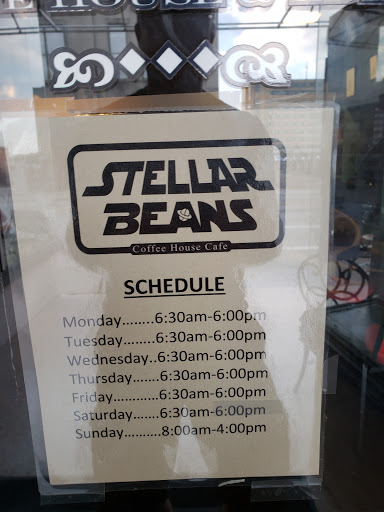 E HOUSE
STELLAR
BEANS
Coffee House Cafe
SCHEDULE
Monday........6:30am-6:00pm
Tuesday........6:30am-6:00pm
Wednesday..6:30am-6:00pm
Thursday.......6:30am-6:00pm
Friday............6:30am-6:00pm
Saturday.......6:30am-6:00pm
Sunday..........8:00am-4:00pm